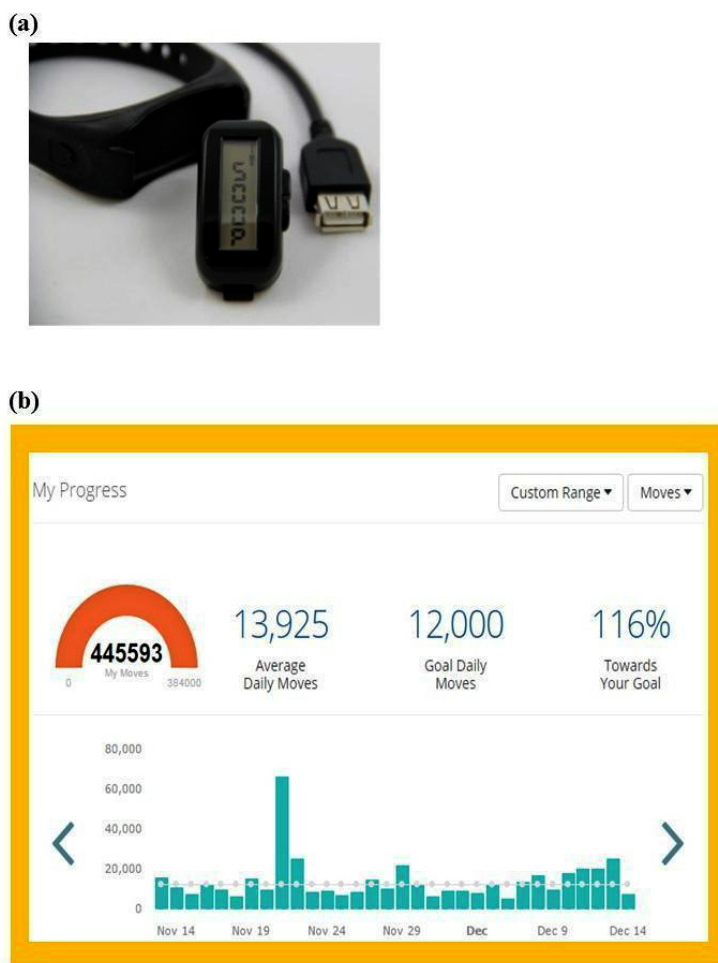 (a)
(b)
My Progress
Custom Range ▾ Moves ▾
445593
My Moves
0 384000
13,925
Average
Daily Moves
12,000
Goal Daily
Moves
116%
Towards
Your Goal
80,000
60,000
40,000
20,000
0
Nov 14 Nov 19 Nov 24 Nov 29 Dec Dec 9 Dec 14